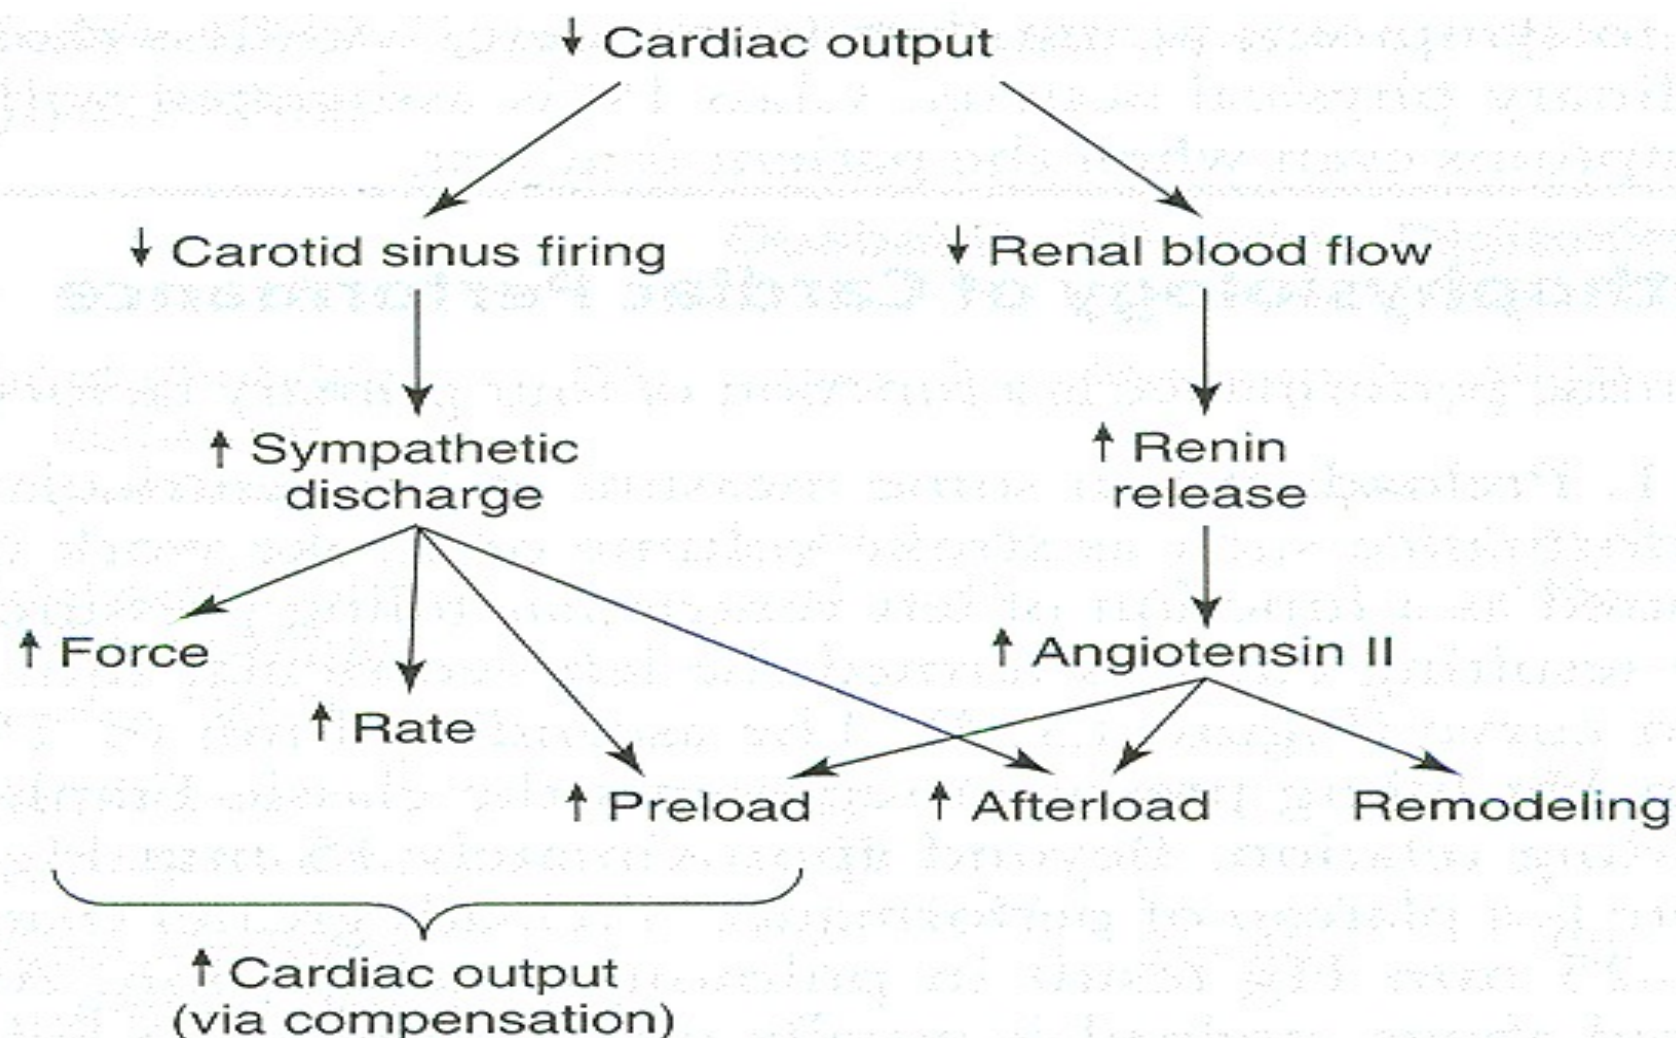 ↓ Cardiac output
↓ Carotid sinus firing
↓ Renal blood flow
↑ Sympathetic
discharge
↑ Renin
release
↑ Force
↑ Angiotensin II
↑ Rate
↑ Preload
↑ Afterload
Remodeling
↑ Cardiac output
(via compensation)